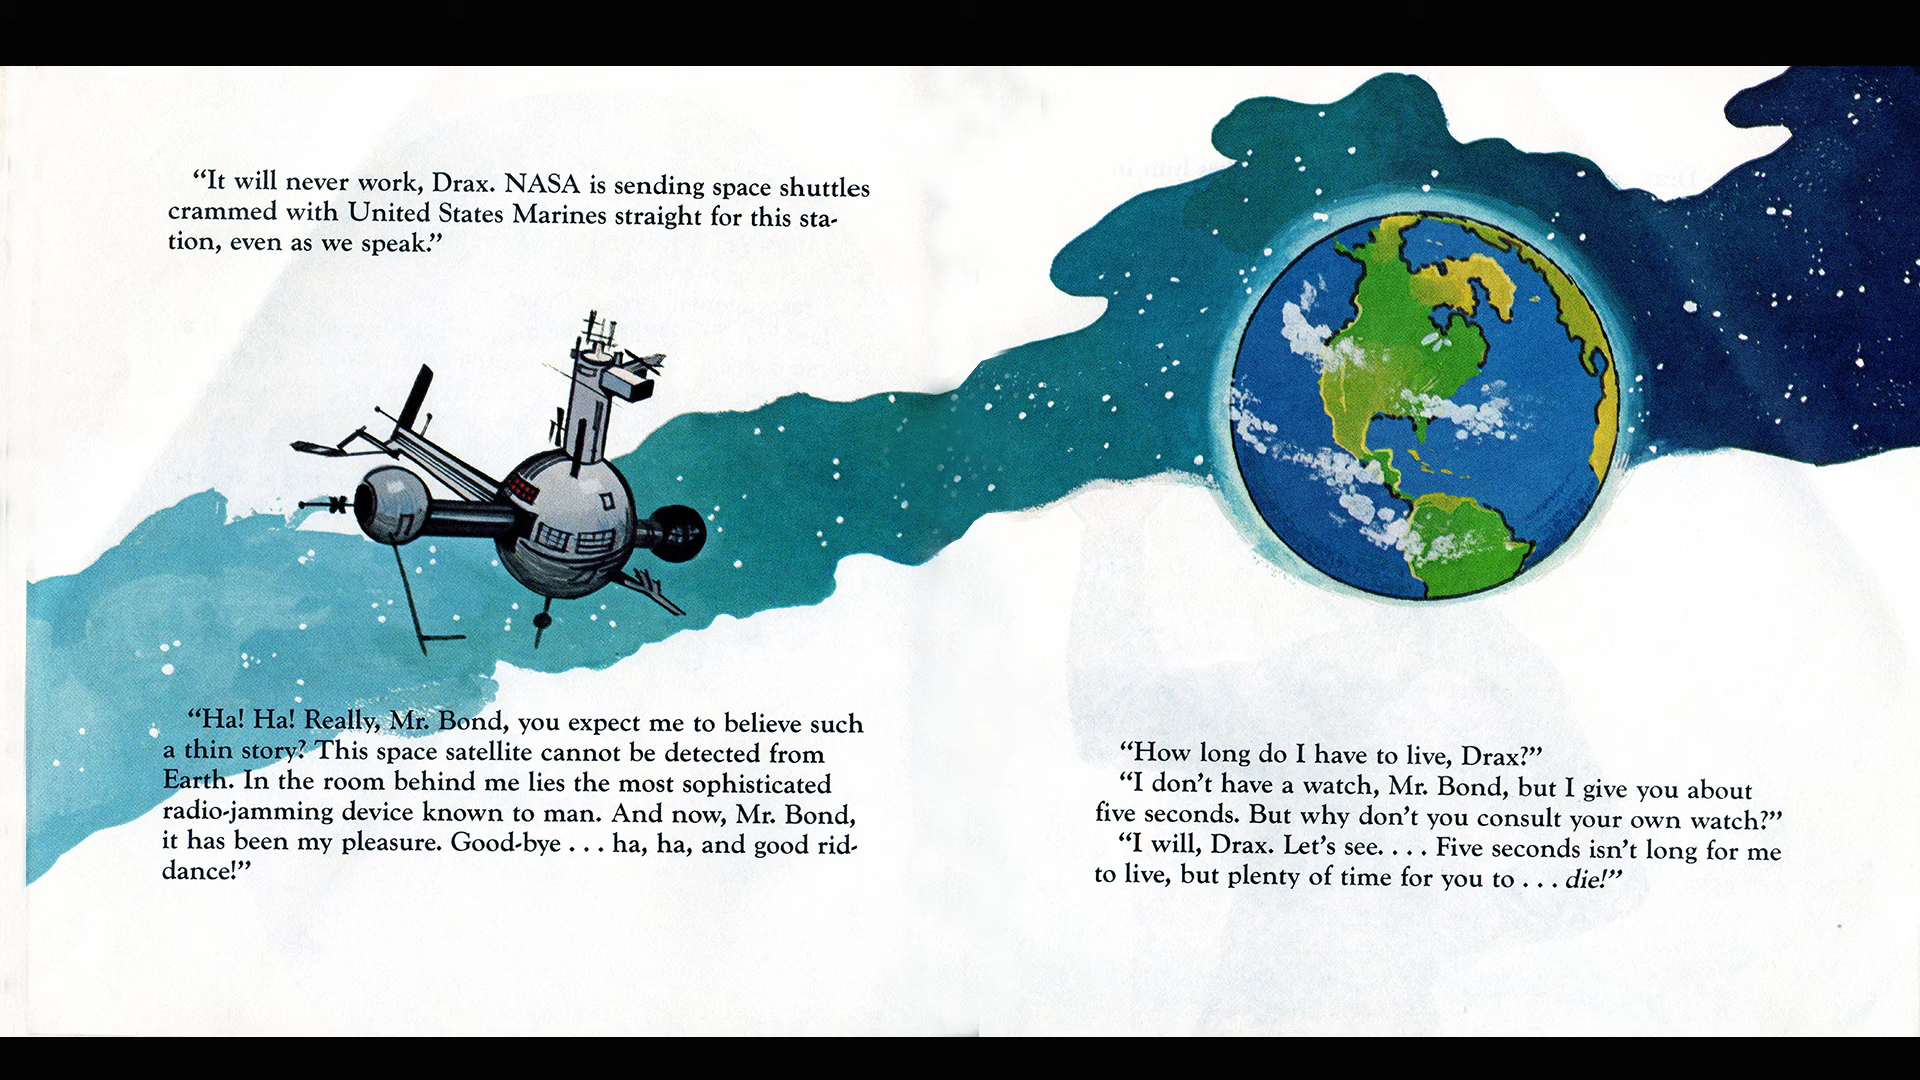 “It will never work, Drax. NASA is sending space shuttles
crammed with United States Marines straight for this sta-
tion, even as we speak.”
“Ha! Ha! Really, Mr. Bond, you expect me to believe such
a thin story? This space satellite cannot be detected from
Earth. In the room behind me lies the most sophisticated
radio-jamming device known to man. And now, Mr. Bond,
it has been my pleasure. Good-bye . . . ha, ha, and good rid-
dance!”
“How long do I have to live, Drax?”
“I don’t have a watch, Mr. Bond, but I give you about
five seconds. But why don’t you consult your own watch?”
“I will, Drax. Let’s see. . . . Five seconds isn’t long for me
to live, but plenty of time for you to . . . die!”